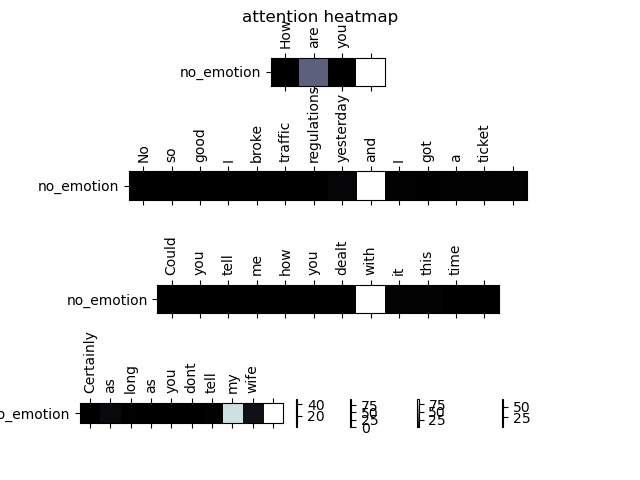 attention heatmap
How are you
no_emotion
No so good I broke traffic regulations yesterday and I got a ticket
no_emotion
Could you tell me how you dealt with it this time
no_emotion
Certainly as long as you dont tell my wife
o_emotion
40
20
75
50
25
0
75
50
25
50
25